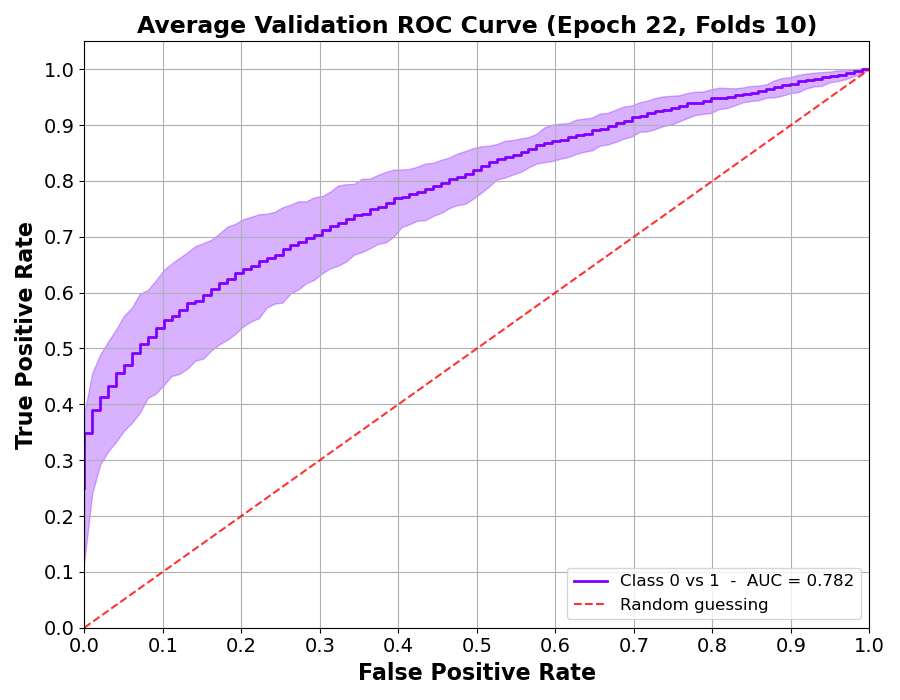 Average Validation ROC Curve (Epoch 22, Folds 10)
True Positive Rate
1.0
0.9
0.8
0.7
0.6
0.5
0.4
0.3
0.2
0.1
0.0
Class 0 vs 1 - AUC = 0.782
Random guessing
0.0 0.1 0.2 0.3 0.4 0.5 0.6 0.7 0.8 0.9 1.0
False Positive Rate